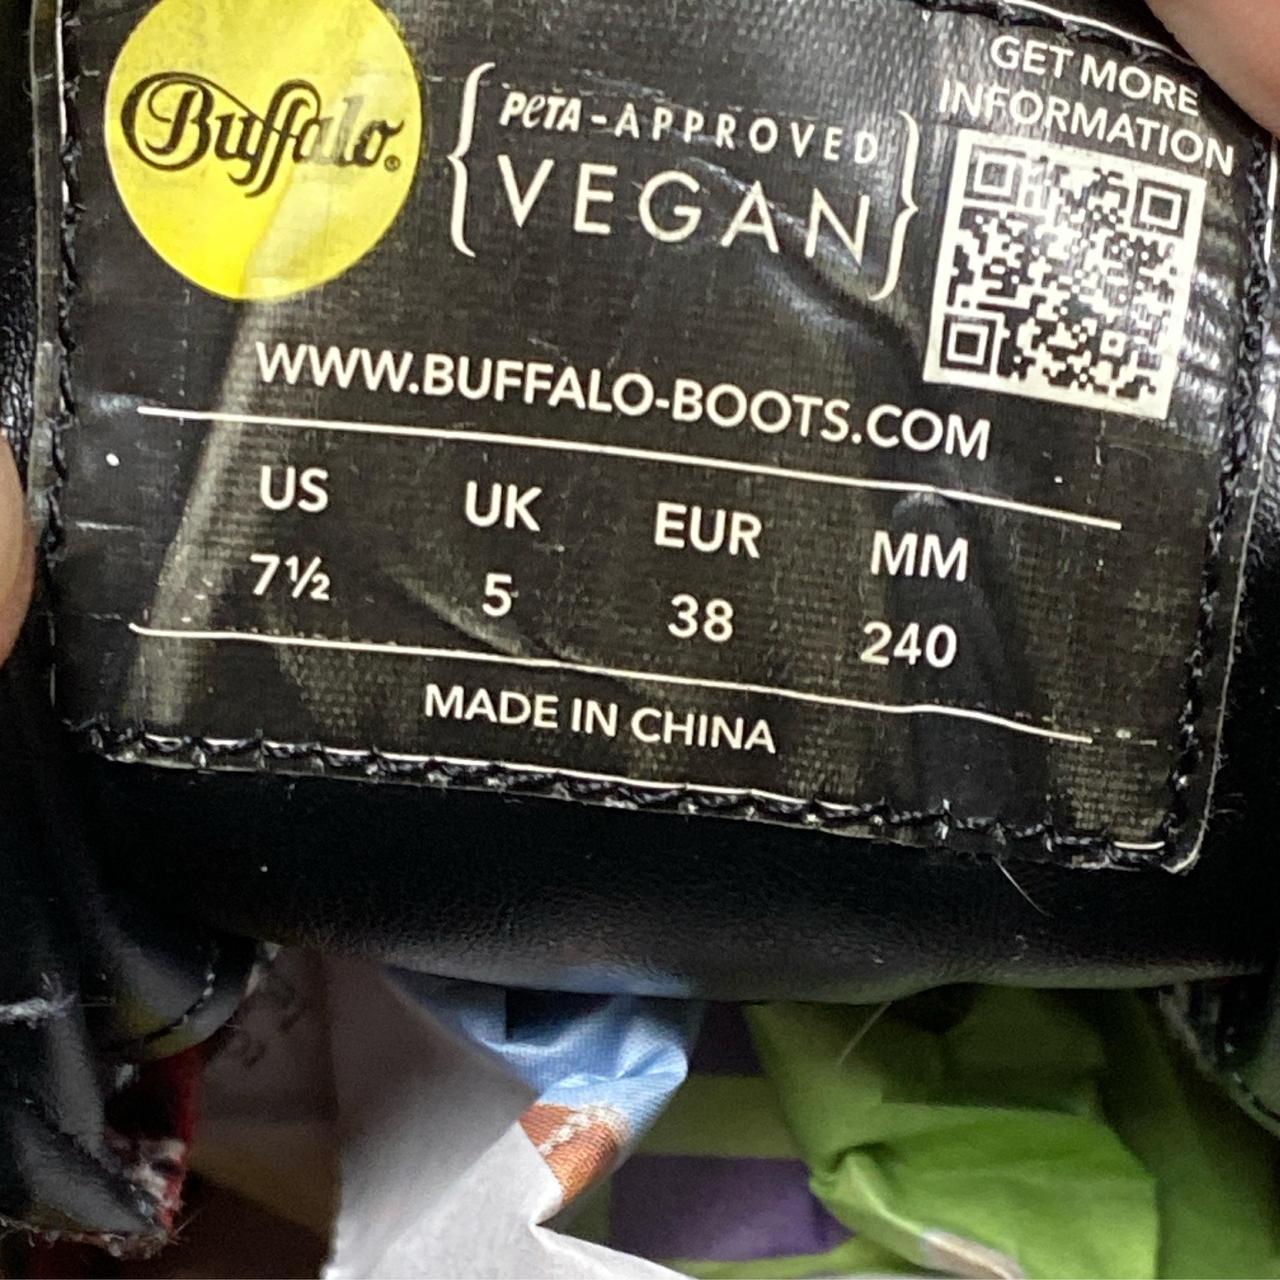 Buffalo®
PETA-APPROVED
VEGAN
GET MORE
INFORMATION
WWW.BUFFALO-BOOTS.COM
US UK EUR MM
7½ 5 38 240
MADE IN CHINA